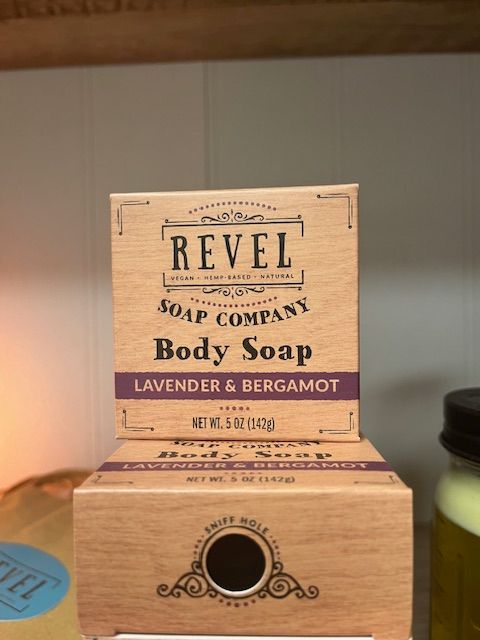 REVEL
VEGAN • HEMP-BASED • NATURAL
SOAP COMPANY
Body Soap
LAVENDER & BERGAMOT
NET WT. 5 OZ (142g)
SOAP COMPANY
Body Soap
LAVENDER & BERGAMOT
NET WT. 5 OZ (142g)
SNIFF HOLE
REVEL